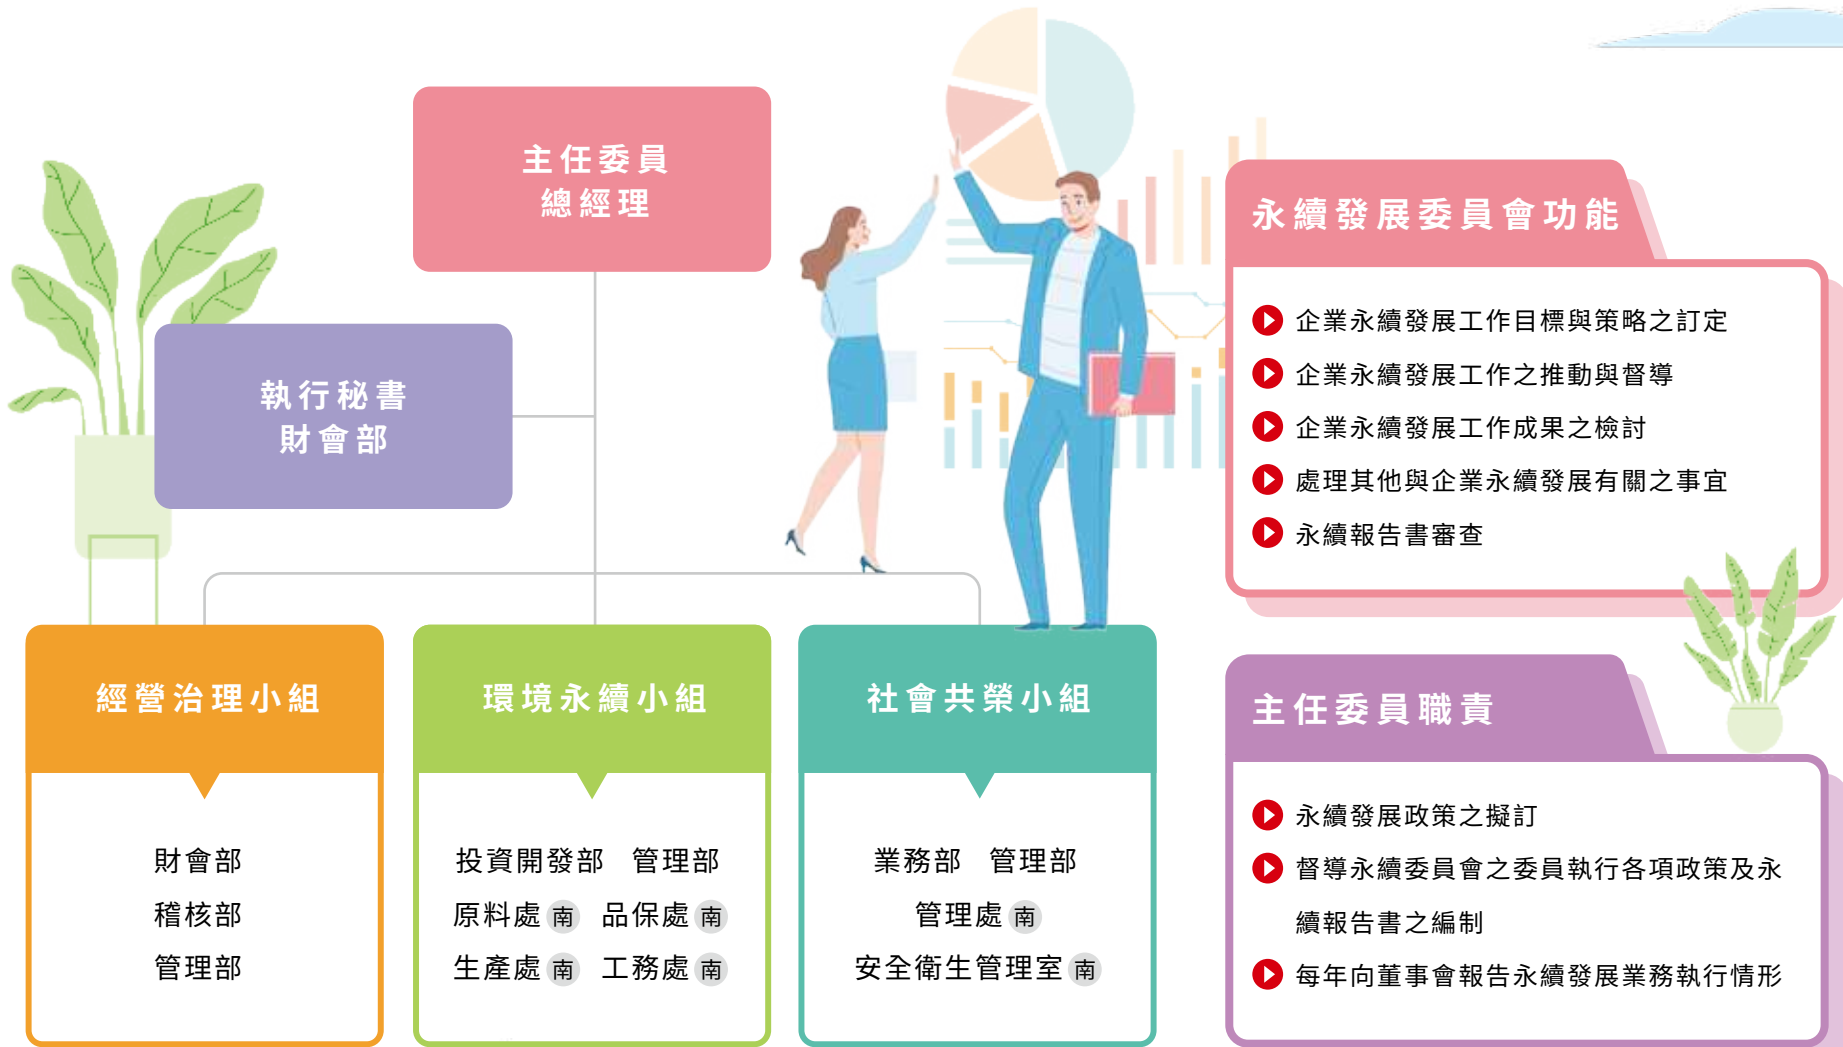 主任委員
總經理
執行秘書
財會部
經營治理小組
財會部
稽核部
管理部
環境永續小組
投資開發部 管理部
原料處 南 品保處 南
生產處 南 工務處 南
社會共榮小組
業務部 管理部
管理處 南
安全衛生管理室 南
永續發展委員會功能
企業永續發展工作目標與策略之訂定
企業永續發展工作之推動與督導
企業永續發展工作成果之檢討
處理其他與企業永續發展有關之事宜
永續報告書審查
主任委員職責
永續發展政策之擬訂
督導永續委員會之委員執行各項政策及永
續報告書之編制
每年向董事會報告永續發展業務執行情形